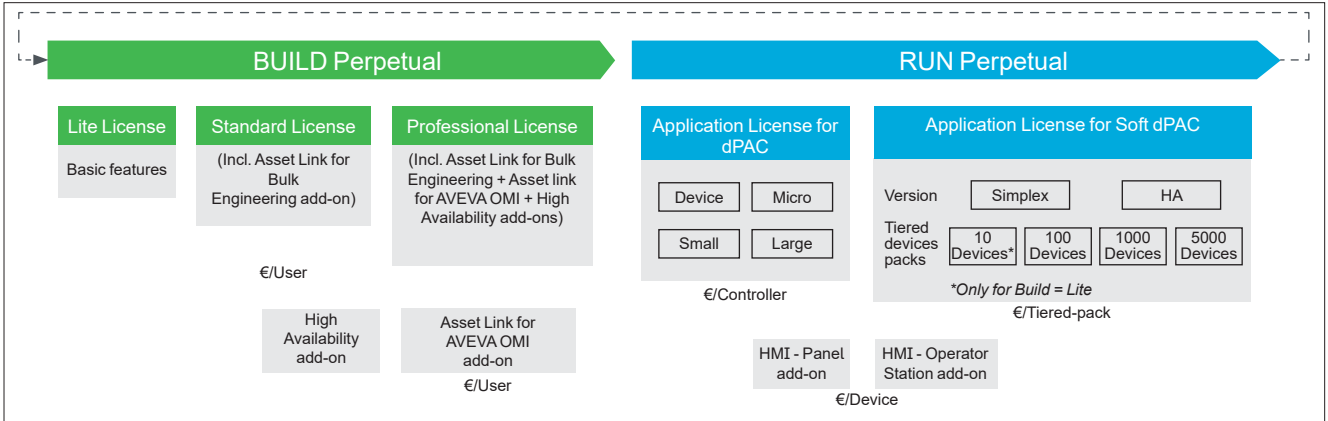 BUILD Perpetual
RUN Perpetual
Lite License
Basic features
Standard License
(Incl. Asset Link for
Bulk
Engineering add-on)
Professional License
(Incl. Asset Link for Bulk
Engineering + Asset link
for AVEVA OMI + High
Availability add-ons)
€/User
High
Availability
add-on
Asset Link for
AVEVA OMI
add-on
€/User
Application License for
dPAC
Device
Micro
Small
Large
€/Controller
Application License for Soft dPAC
Version
Simplex
HA
Tiered
devices
packs
10
Devices*
100
Devices
1000
Devices
5000
Devices
*Only for Build = Lite
€/Tiered-pack
HMI - Panel
add-on
HMI - Operator
Station add-on
€/Device